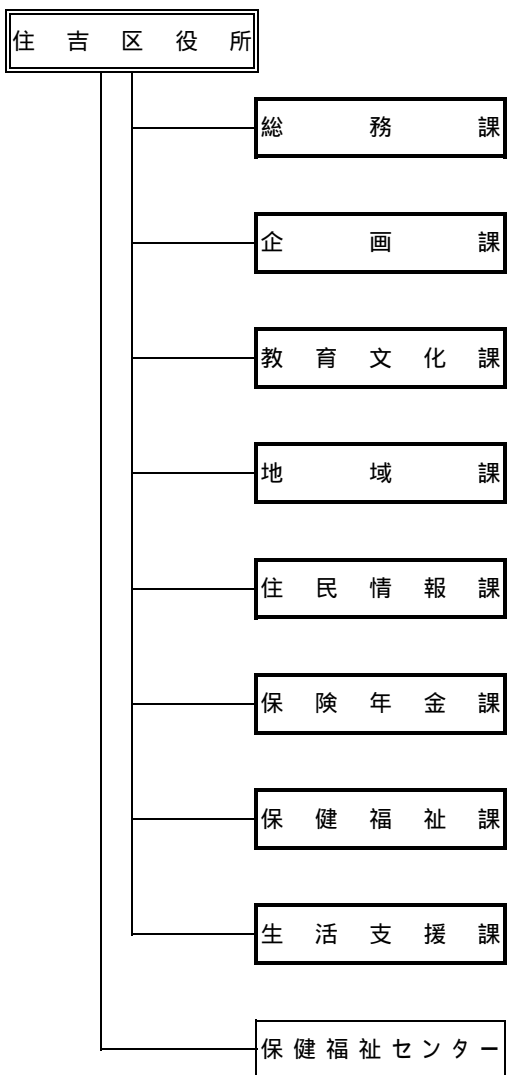 住吉区役所
総務課
企画課
教育文化課
地域課
住民情報課
保険年金課
保健福祉課
生活支援課
保健福祉センター